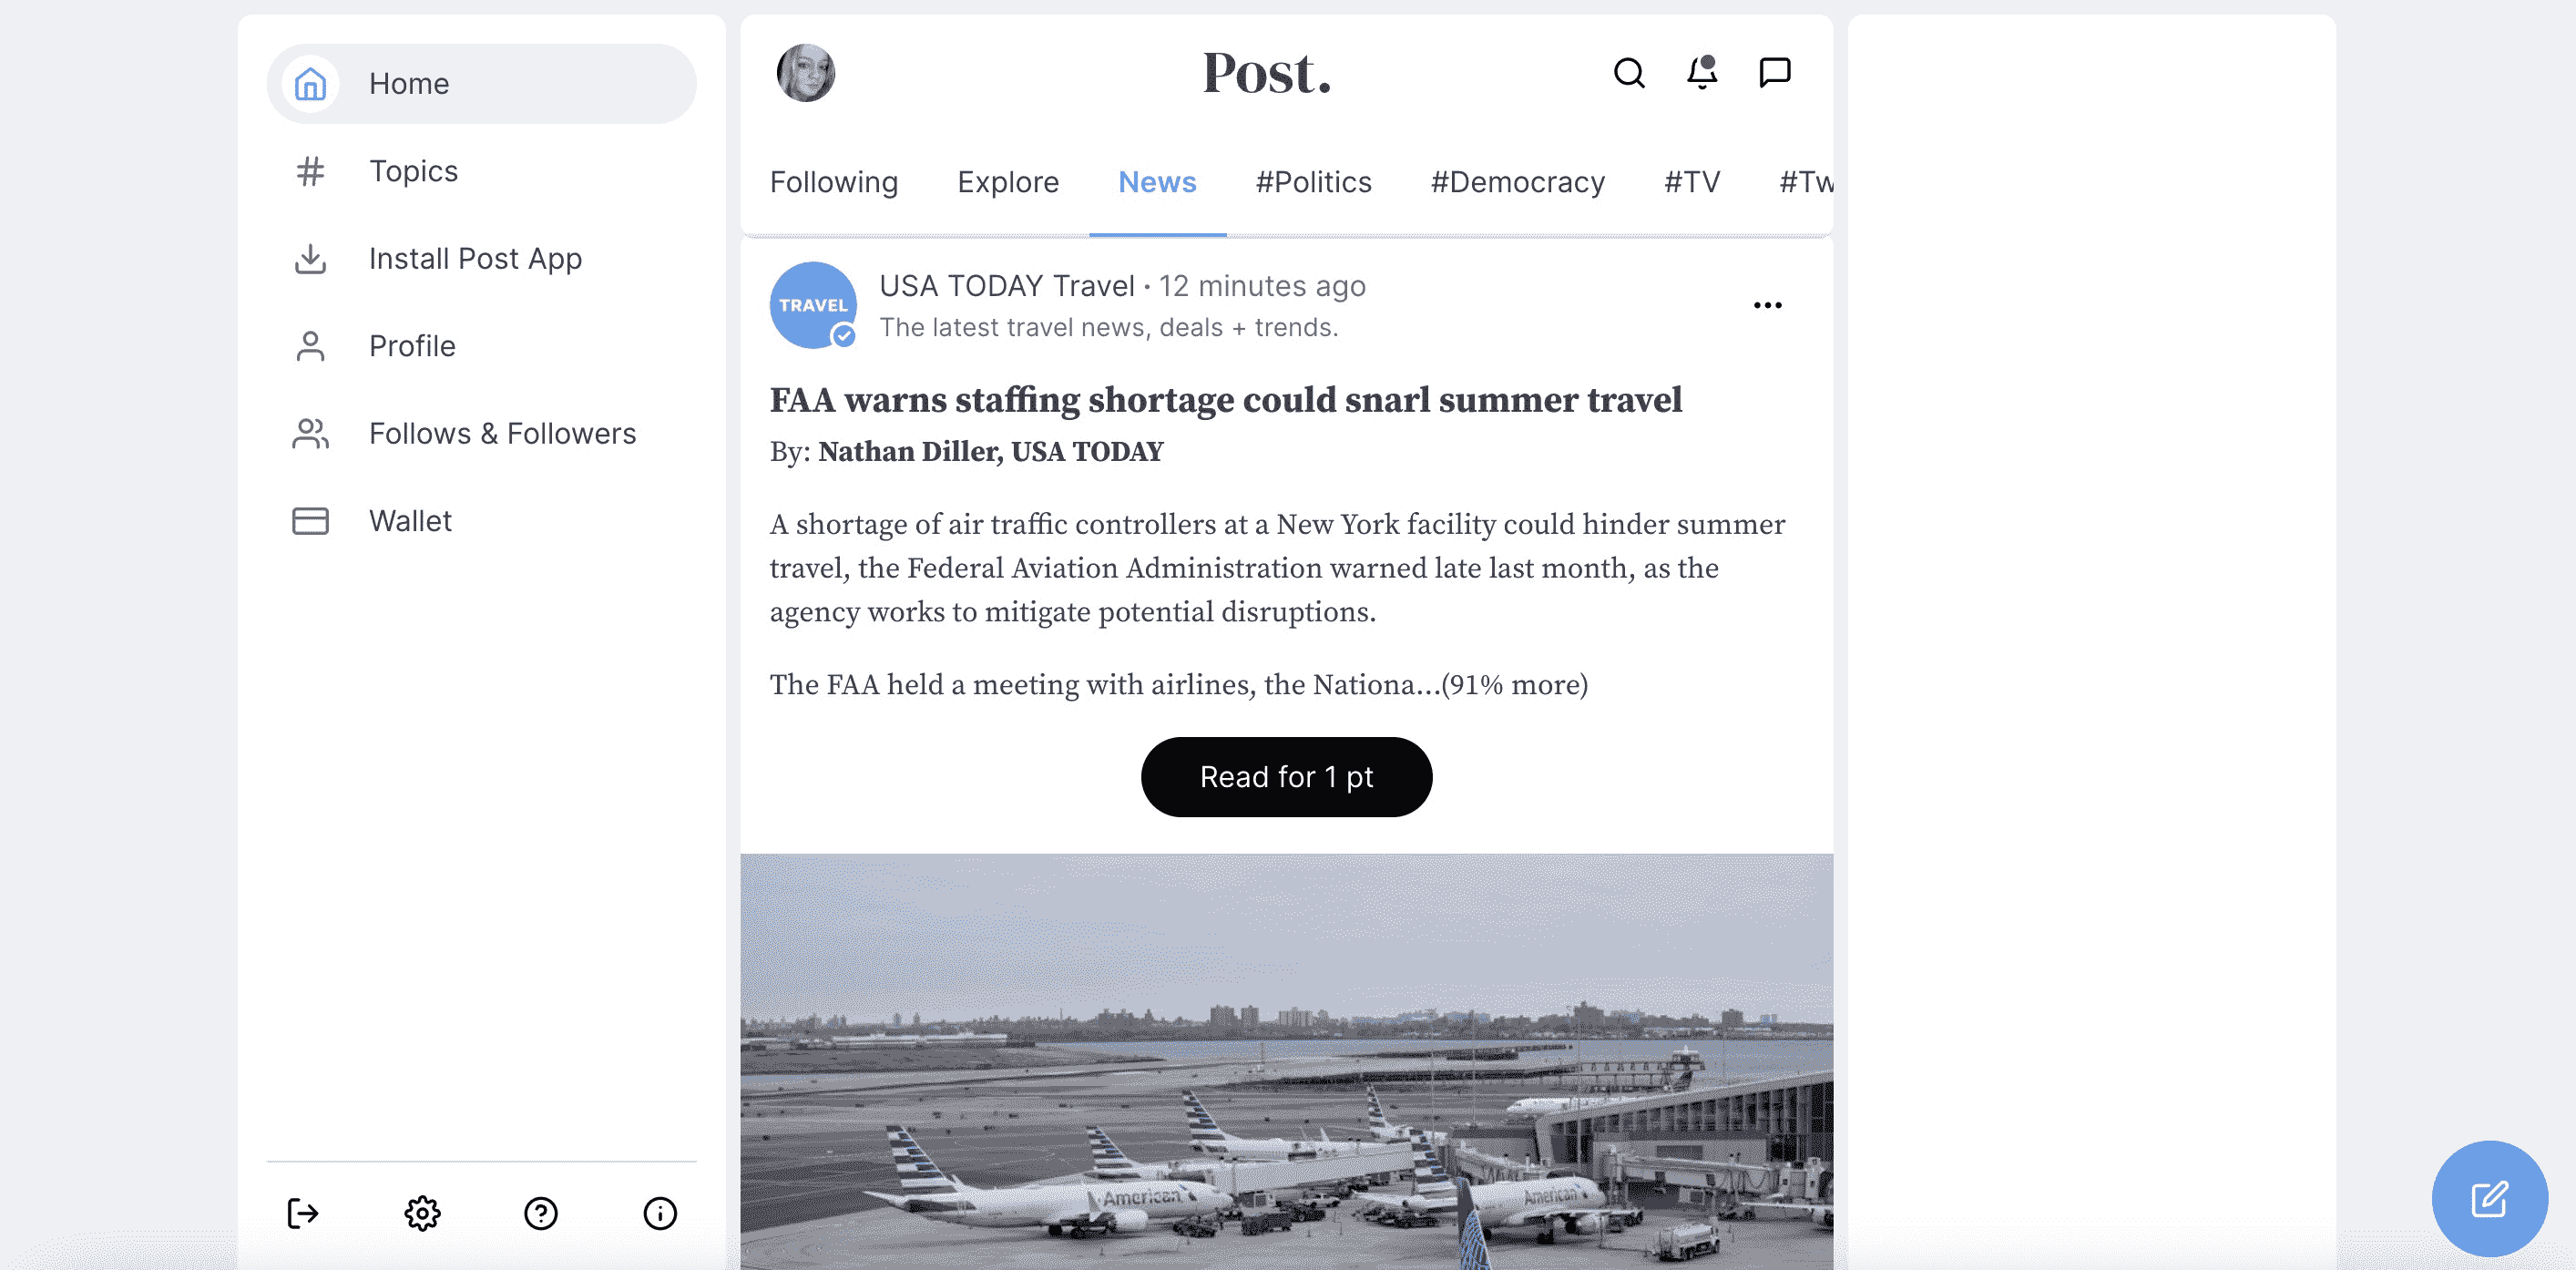 Home
Topics
Install Post App
Profile
Follows & Followers
Wallet
Post.
Following Explore News #Politics #Democracy #TV #Tw
TRAVEL
USA TODAY Travel · 12 minutes ago
The latest travel news, deals + trends.
FAA warns staffing shortage could snarl summer travel
By: Nathan Diller, USA TODAY
A shortage of air traffic controllers at a New York facility could hinder summer
travel, the Federal Aviation Administration warned late last month, as the
agency works to mitigate potential disruptions.
The FAA held a meeting with airlines, the Nationa...(91% more)
Read for 1 pt
American
American